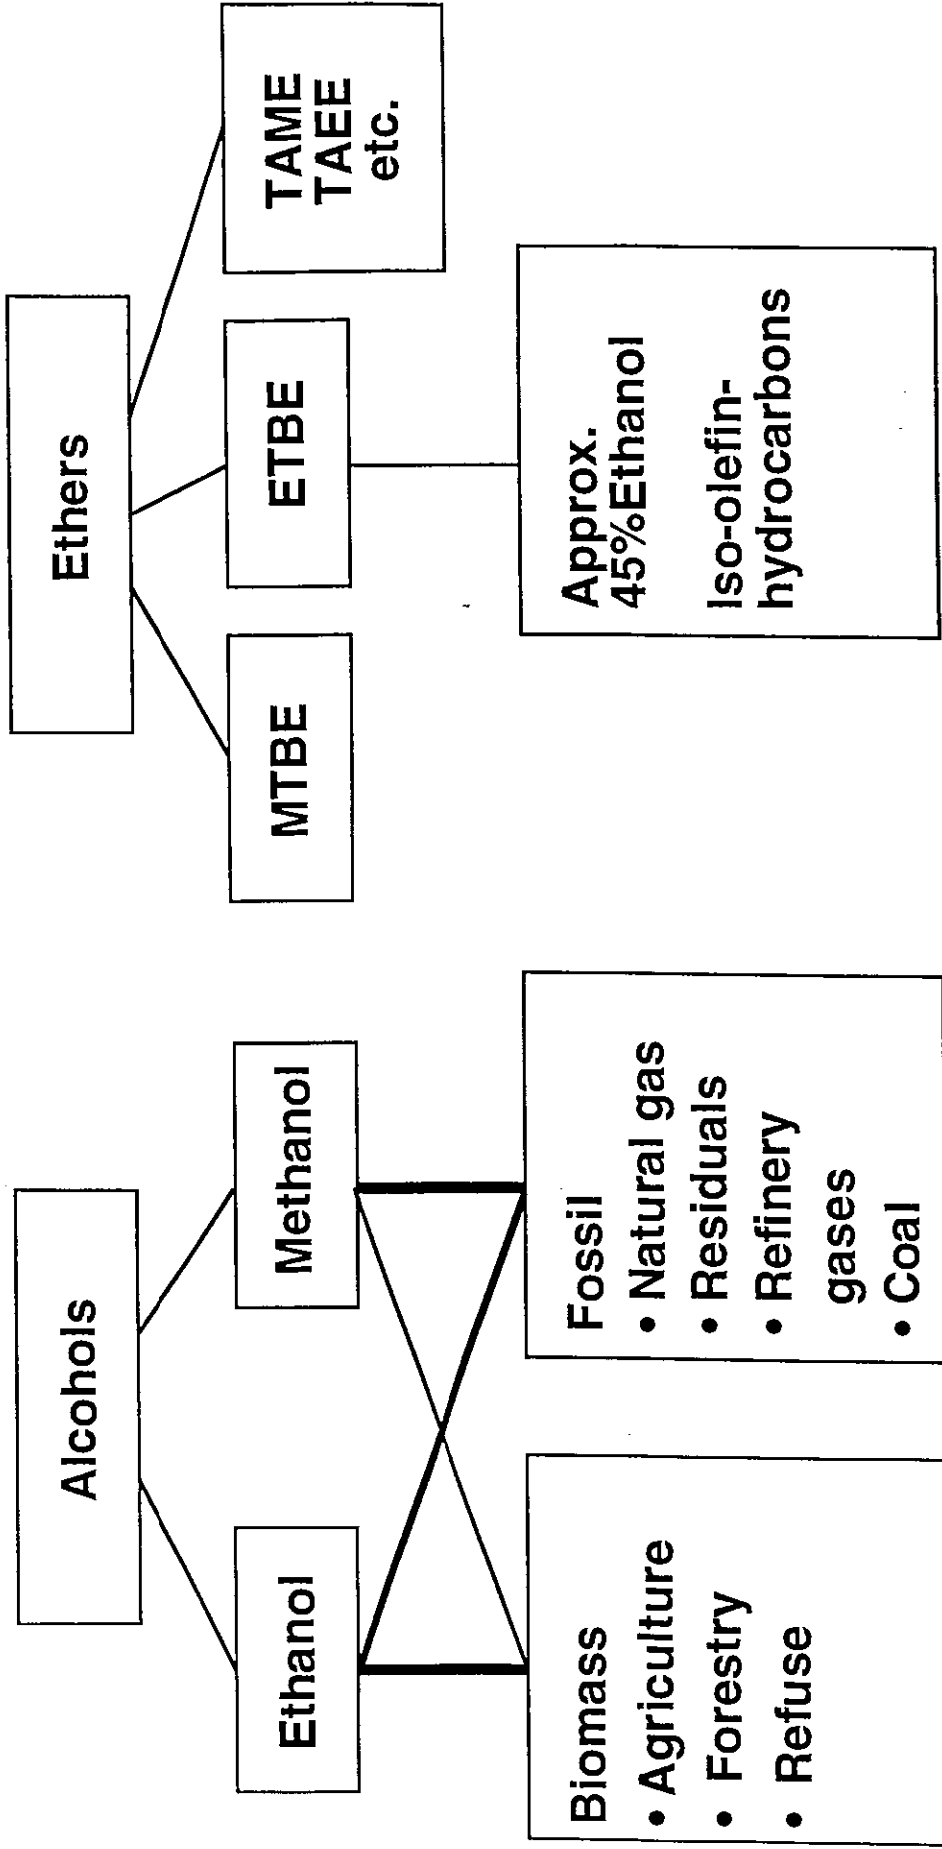 Alcohols
Ethanol
Methanol
Biomass
• Agriculture
• Forestry
• Refuse
Fossil
• Natural gas
• Residuals
• Refinery
gases
• Coal
Ethers
MTBE
ETBE
TAME
TAEE
etc.
Approx.
45%Ethanol
Iso-olefin-
hydrocarbons